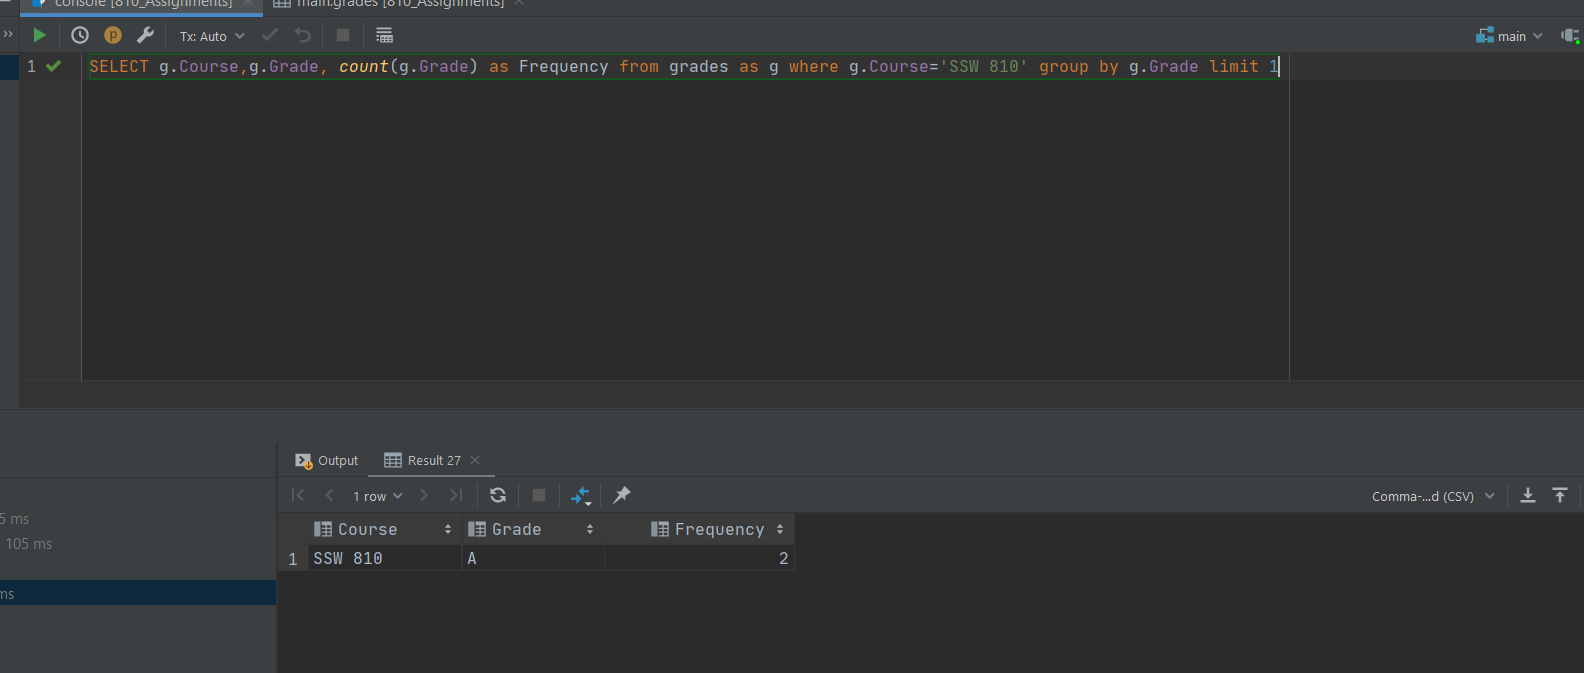 console [810_Assignments]
main.grades [810_Assignments]
Tx: Auto
main
1
SELECT g.Course,g.Grade, count(g.Grade) as Frequency from grades as g where g.Course='SSW 810' group by g.Grade limit 1
Output
Result 27
1 row
Comma-...d (CSV)
5 ms
105 ms
ms
Course Grade Frequency
1 SSW 810 A 2